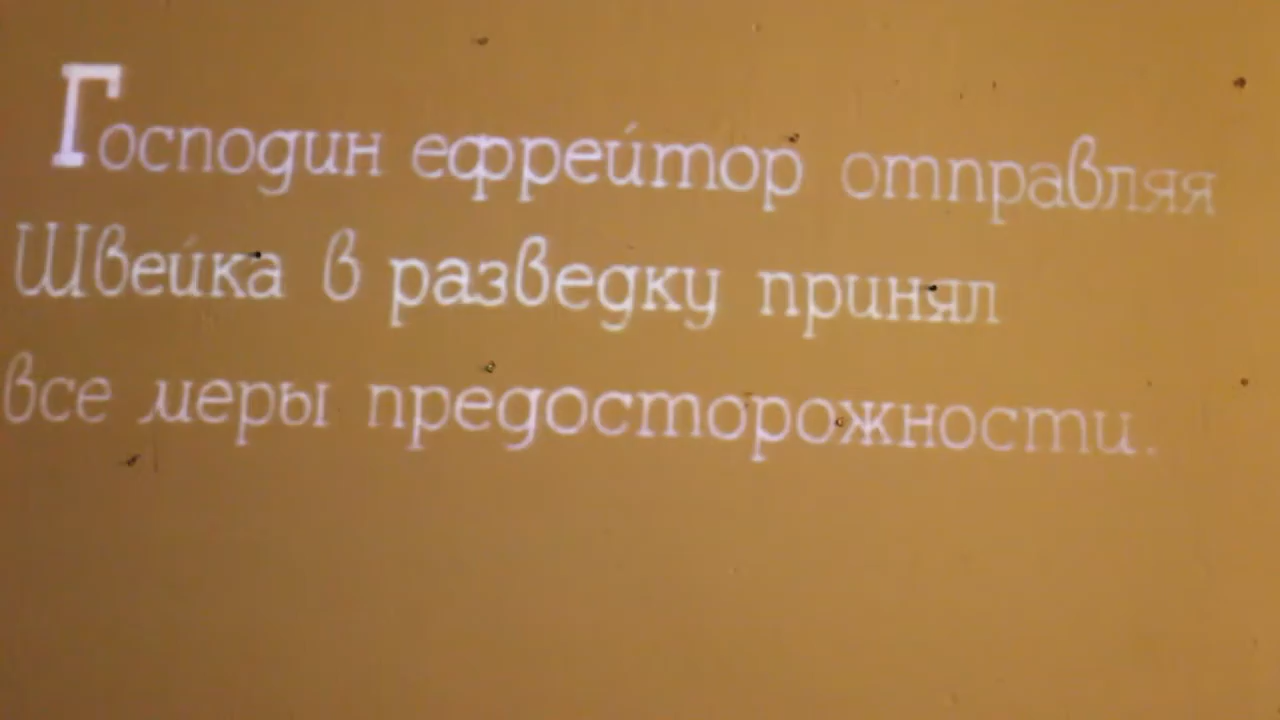 Господин ефрейтор отправляя
Швейка в разведку принял
все меры предосторожности.